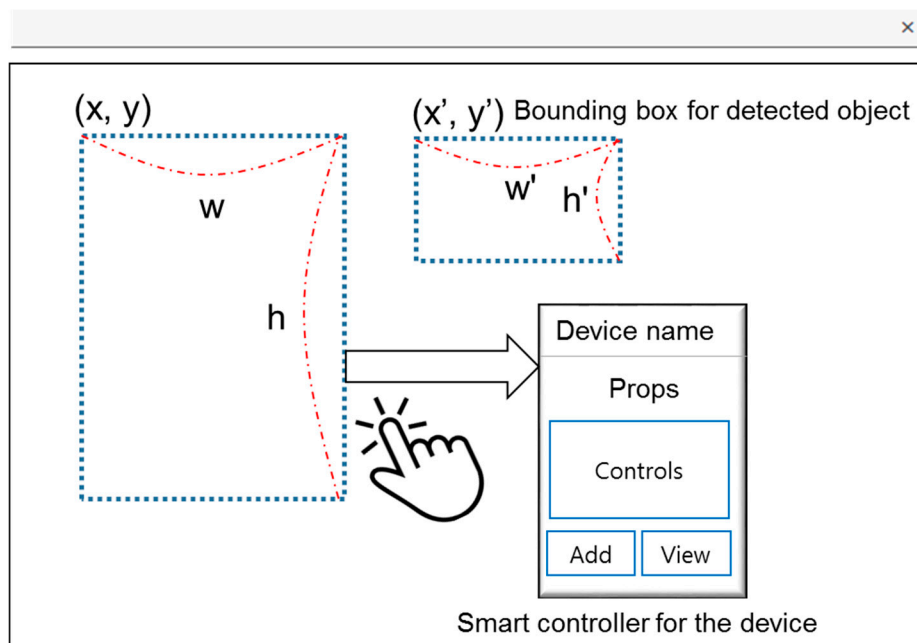 ×
(x, y)
(x’, y’) Bounding box for detected object
w
w'
h'
h
Device name
Props
Controls
Add
View
Smart controller for the device